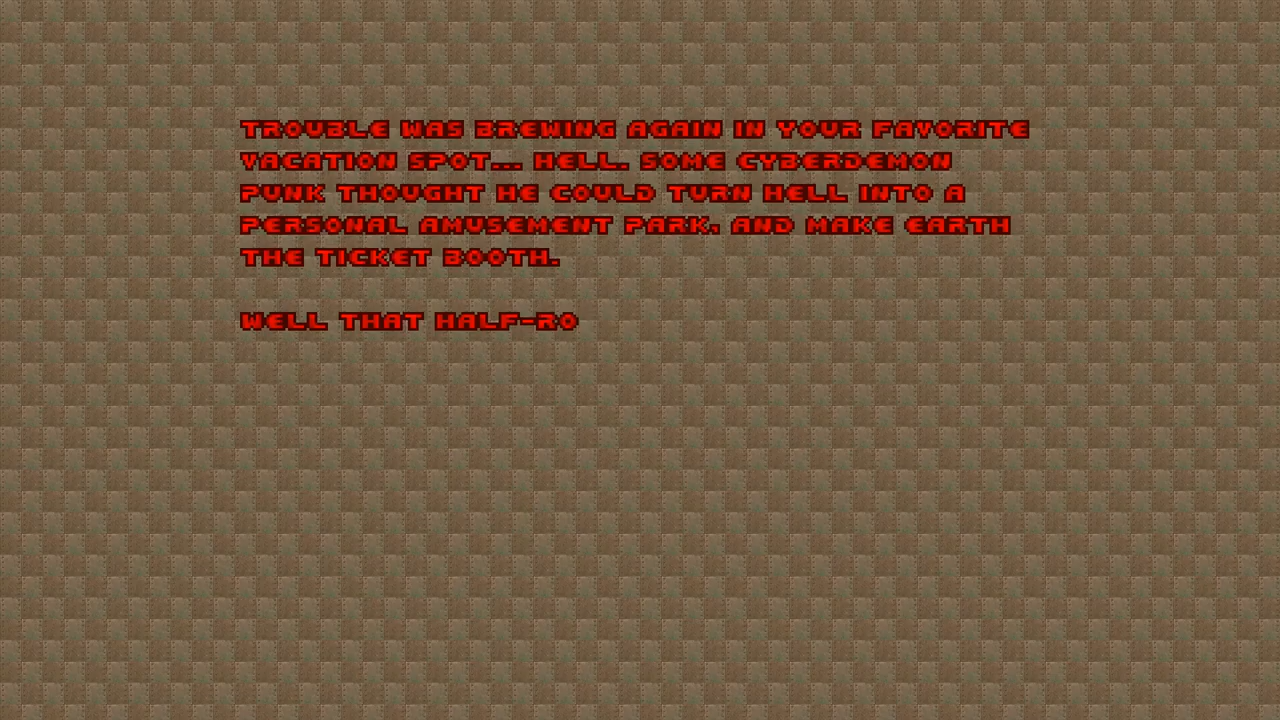 TROUBLE WAS BREWING AGAIN IN YOUR FAVORITE
VACATION SPOT... HELL. SOME CYBERDEMON
PUNK THOUGHT HE COULD TURN HELL INTO A
PERSONAL AMUSEMENT PARK, AND MAKE EARTH
THE TICKET BOOTH.
WELL THAT HALF-RO